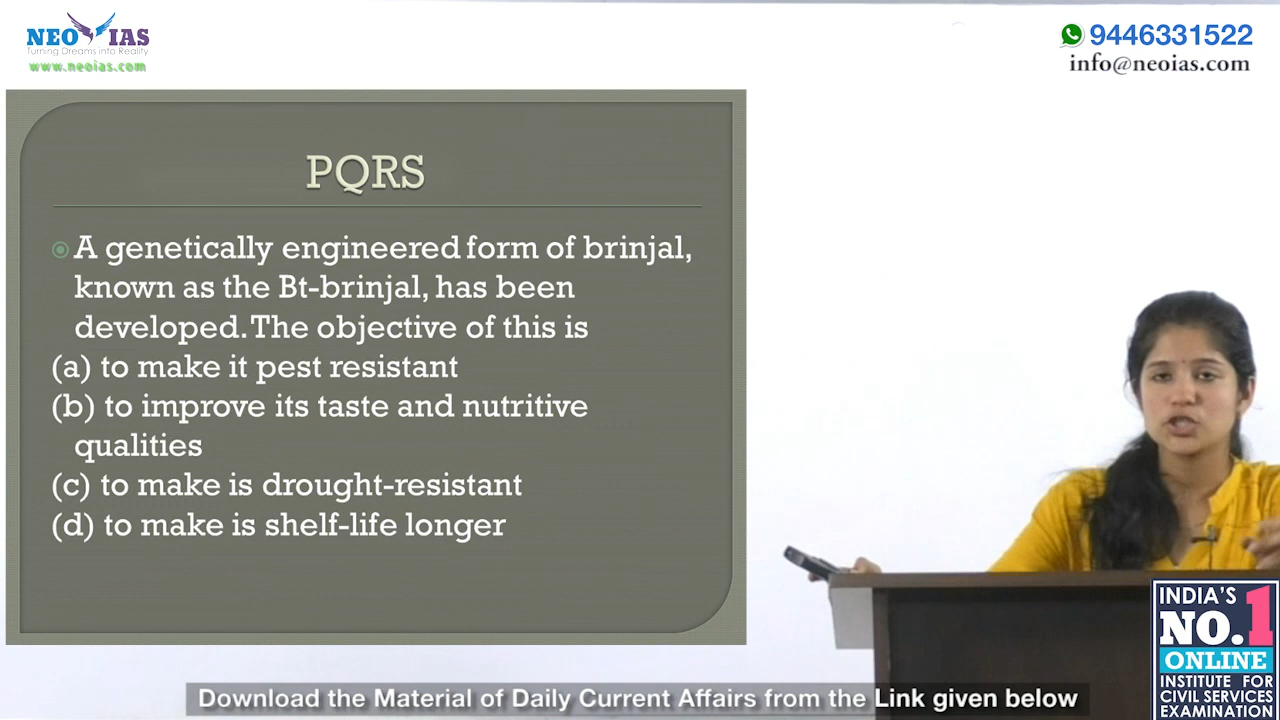 NEO IAS
Turning Dreams into Reality
www.neoias.com
9446331522
info@neoias.com
PQRS
A genetically engineered form of brinjal,
known as the Bt-brinjal, has been
developed. The objective of this is
(a) to make it pest resistant
(b) to improve its taste and nutritive
qualities
(c) to make is drought-resistant
(d) to make is shelf-life longer
INDIA'S
NO.1
ONLINE
INSTITUTE FOR
CIVIL SERVICES
EXAMINATION
Download the Material of Daily Current Affairs from the Link given below